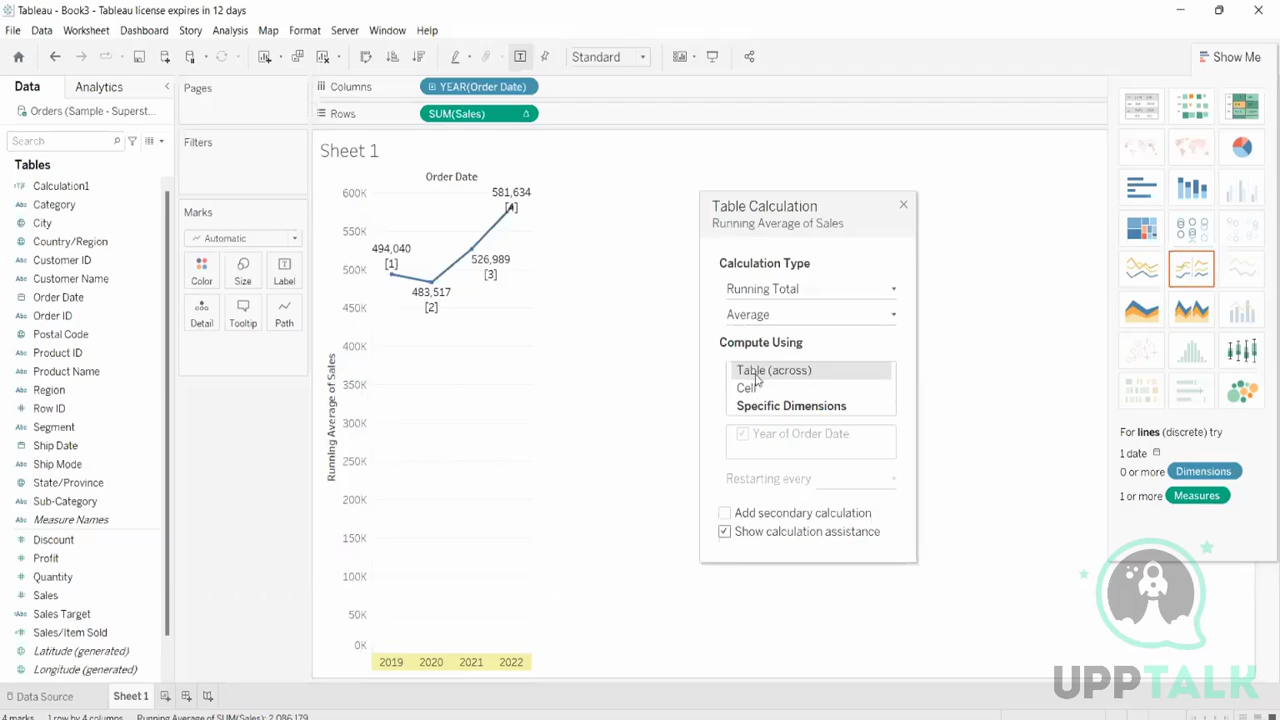 Tableau - Book3 - Tableau license expires in 12 days
File Data Worksheet Dashboard Story Analysis Map Format Server Window Help
Standard
Show Me
Data Analytics
Orders (Sample - Superst...
Search
Tables
Calculation1
Category
City
Country/Region
Customer ID
Customer Name
Order Date
Order ID
Postal Code
Product ID
Product Name
Region
Row ID
Segment
Ship Date
Ship Mode
State/Province
Sub-Category
Measure Names
Discount
Profit
Quantity
Sales
Sales Target
Sales/Item Sold
Latitude (generated)
Longitude (generated)
Pages
Filters
Marks
Automatic
Color Size Label
Detail Tooltip Path
Columns YEAR(Order Date)
Rows SUM(Sales)
Sheet 1
Order Date
Running Average of Sales
600K
550K
500K
450K
400K
350K
300K
250K
200K
150K
100K
50K
0K
494,040
[1]
483,517
[2]
526,989
[3]
581,634
[4]
2019 2020 2021 2022
Table Calculation
Running Average of Sales
Calculation Type
Running Total
Average
Compute Using
Table (across)
Cell
Specific Dimensions
Year of Order Date
Restarting every
Add secondary calculation
Show calculation assistance
For lines (discrete) try
1 date
0 or more Dimensions
1 or more Measures
UPPTALK
Data Source Sheet 1
4 marks 1 row by 4 columns Running Average of SUM(Sales): 2,086,179